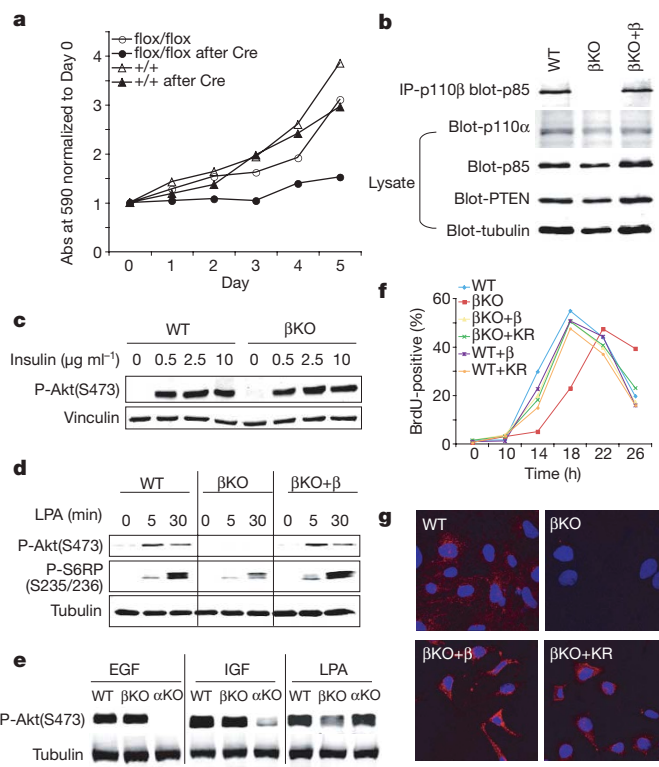 a
flox/flox
flox/flox after Cre
+/+
+/+ after Cre
Abs at 590 normalized to Day 0
4
3
2
1
0
0 1 2 3 4 5
Day
b
WT βKO βKO+β
IP-p110β blot-p85
Blot-p110α
Blot-p85
Lysate
Blot-PTEN
Blot-tubulin
c
WT βKO
Insulin (µg ml–1) 0 0.5 2.5 10 0 0.5 2.5 10
P-Akt(S473)
Vinculin
d
WT βKO βKO+β
LPA (min) 0 5 30 0 5 30 0 5 30
P-Akt(S473)
P-S6RP
(S235/236)
Tubulin
e
EGF IGF LPA
WT βKO αKO WT βKO αKO WT βKO αKO
P-Akt(S473)
Tubulin
f
WT
βKO
βKO+β
βKO+KR
WT+β
WT+KR
BrdU-positive (%)
60
40
20
0
0 10 14 18 22 26
Time (h)
g
WT βKO
βKO+β βKO+KR